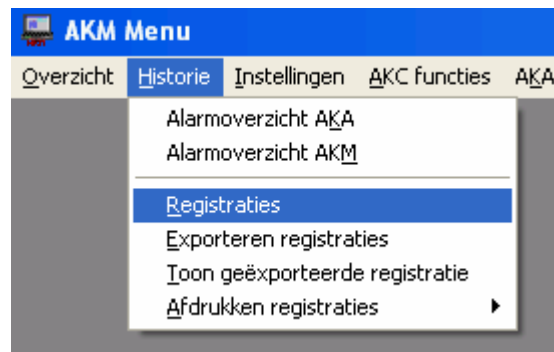 AKM Menu
Overzicht Historie Instellingen AKC functies AKA
Alarmoverzicht AKA
Alarmoverzicht AKM
Registraties
Exporteren registraties
Toon geëxporteerde registratie
Afdrukken registraties